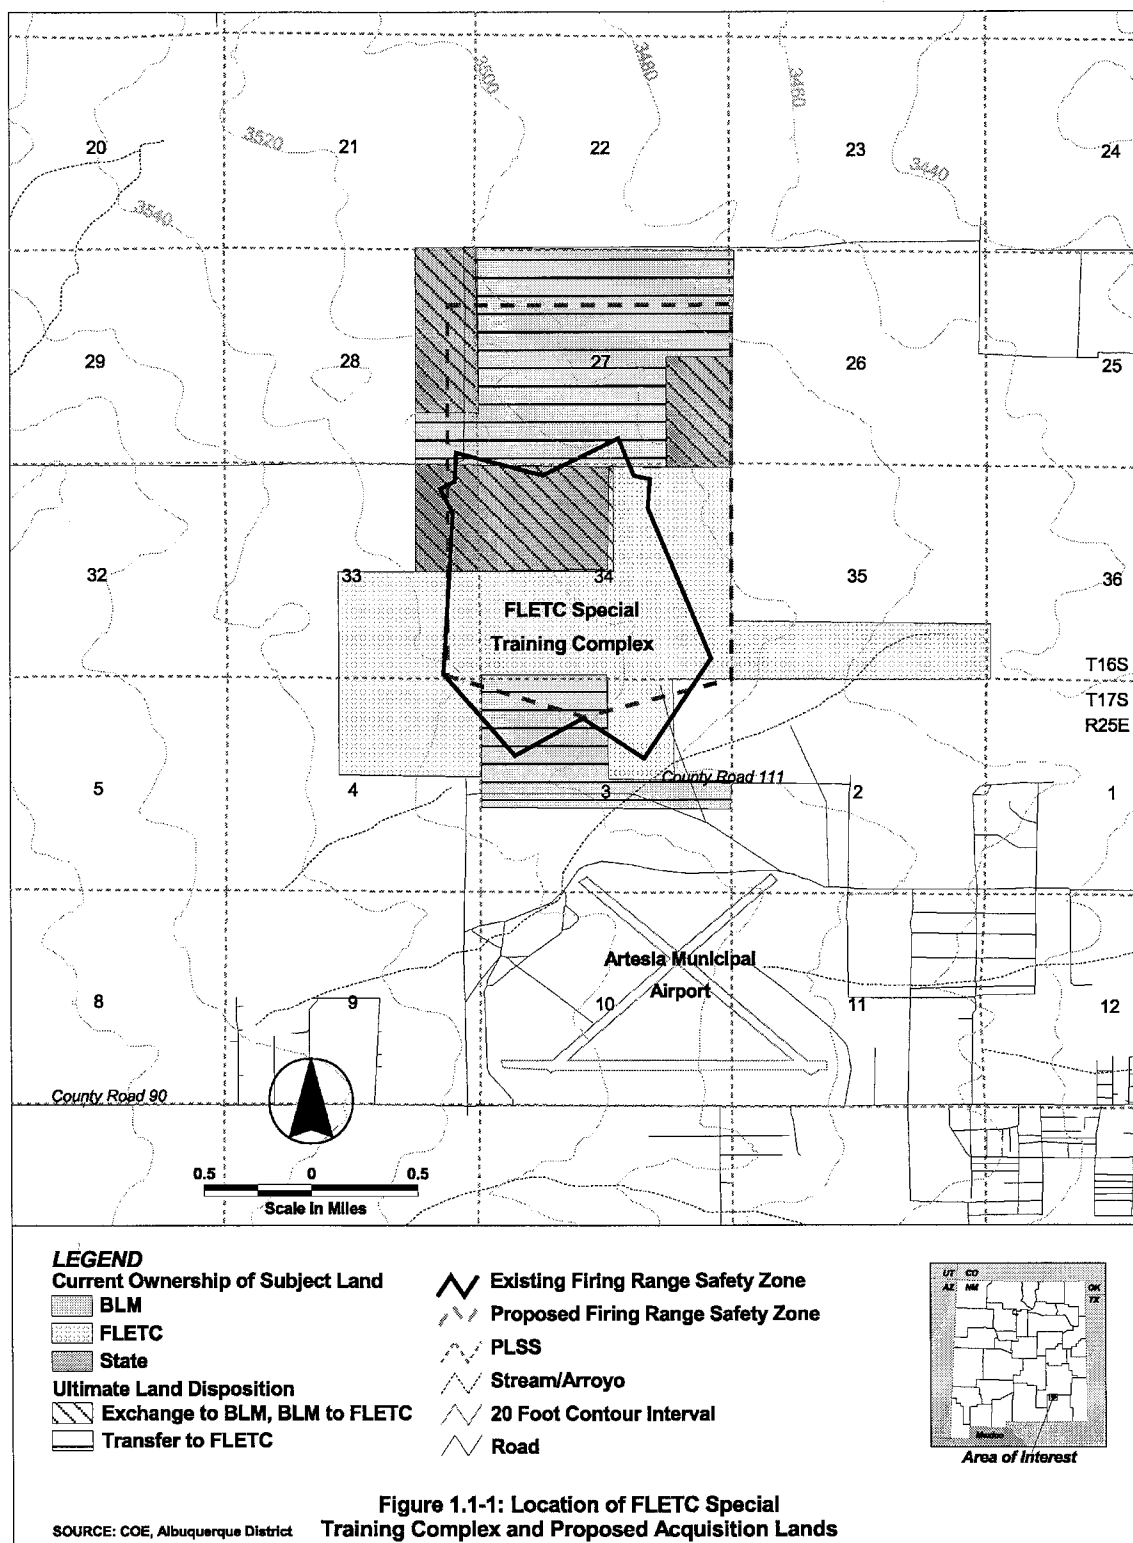 3500
3480
3460
20
3520
21
22
23
3440
24
3540
29
28
27
26
25
32
33
34
35
36
FLETC Special
Training Complex
T16S
T17S
R25E
County Road 111
5
4
3
2
1
Artesia Municipal
Airport
8
9
10
11
12
County Road 90
0.5 0 0.5
Scale in Miles
LEGEND
Current Ownership of Subject Land
BLM
FLETC
State
Ultimate Land Disposition
Exchange to BLM, BLM to FLETC
Transfer to FLETC
Existing Firing Range Safety Zone
Proposed Firing Range Safety Zone
PLSS
Stream/Arroyo
20 Foot Contour Interval
Road
UT CO
AZ NM OK
TX
Mexico
Area of Interest
Figure 1.1-1: Location of FLETC Special
Training Complex and Proposed Acquisition Lands
SOURCE: COE, Albuquerque District